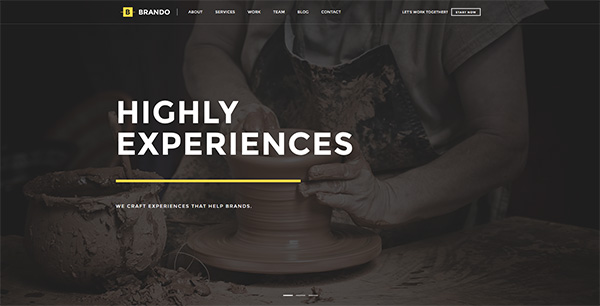 B BRANDO ABOUT SERVICES WORK TEAM BLOG CONTACT LET'S WORK TOGETHER! START NOW
HIGHLY
EXPERIENCES
WE CRAFT EXPERIENCES THAT HELP BRANDS.